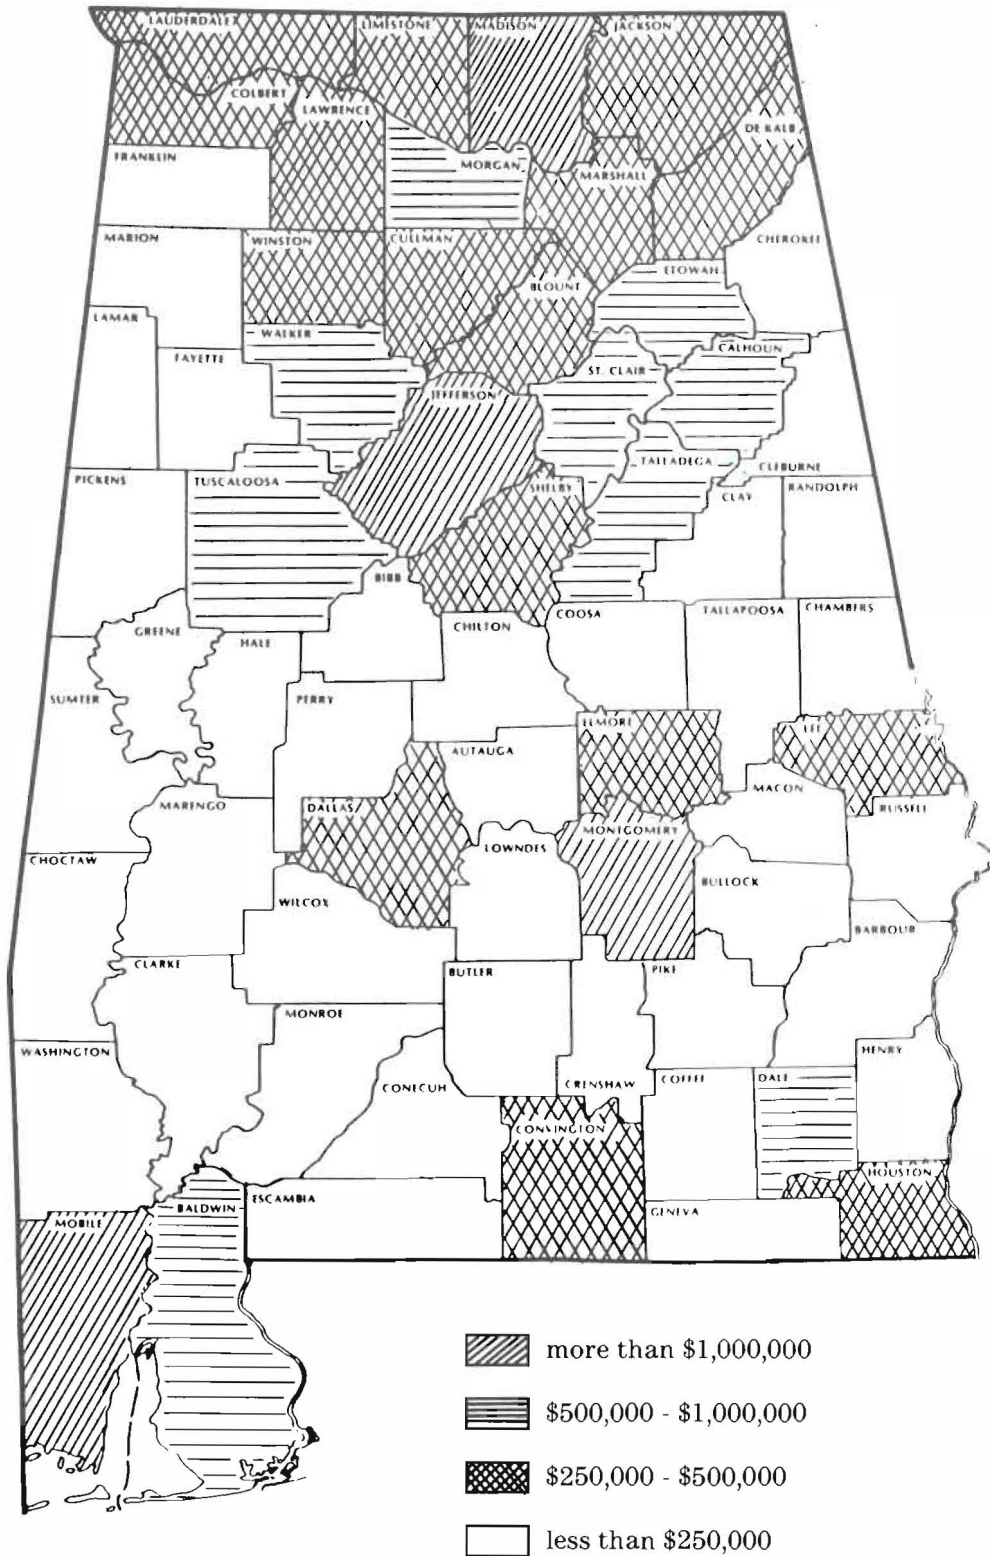 LAUDERDALE
LIMESTONE
MADISON
JACKSON
COLBERT
LAWRENCE
DE KALB
FRANKLIN
MORGAN
MARSHALL
MARION
WINSTON
CULLMAN
CHEROKEE
ETOWAH
BLOUNT
LAMAR
WALKER
FAYETTE
CALHOUN
ST. CLAIR
JEFFERSON
TALLADEGA
CLEBURNE
PICKENS
TUSCALOOSA
SHELBY
CLAY
RANDOLPH
BIBB
GREENE
HALE
CHILTON
COOSA
TALLAPOOSA
CHAMBERS
SUMTER
PERRY
AUTAUGA
ELMORE
LEE
MARENGO
DALLAS
MACON
RUSSELL
MONTGOMERY
LOWNDES
CHOCTAW
BULLOCK
WILCOX
BARBOUR
CLARKE
BUTLER
PIKE
MONROE
WASHINGTON
HENRY
CONECUH
CRENSHAW
COFFEE
DALE
CONVINGTON
HOUSTON
ESCAMBIA
BALDWIN
GENEVA
MOBILE
more than $1,000,000
$500,000 - $1,000,000
$250,000 - $500,000
less than $250,000